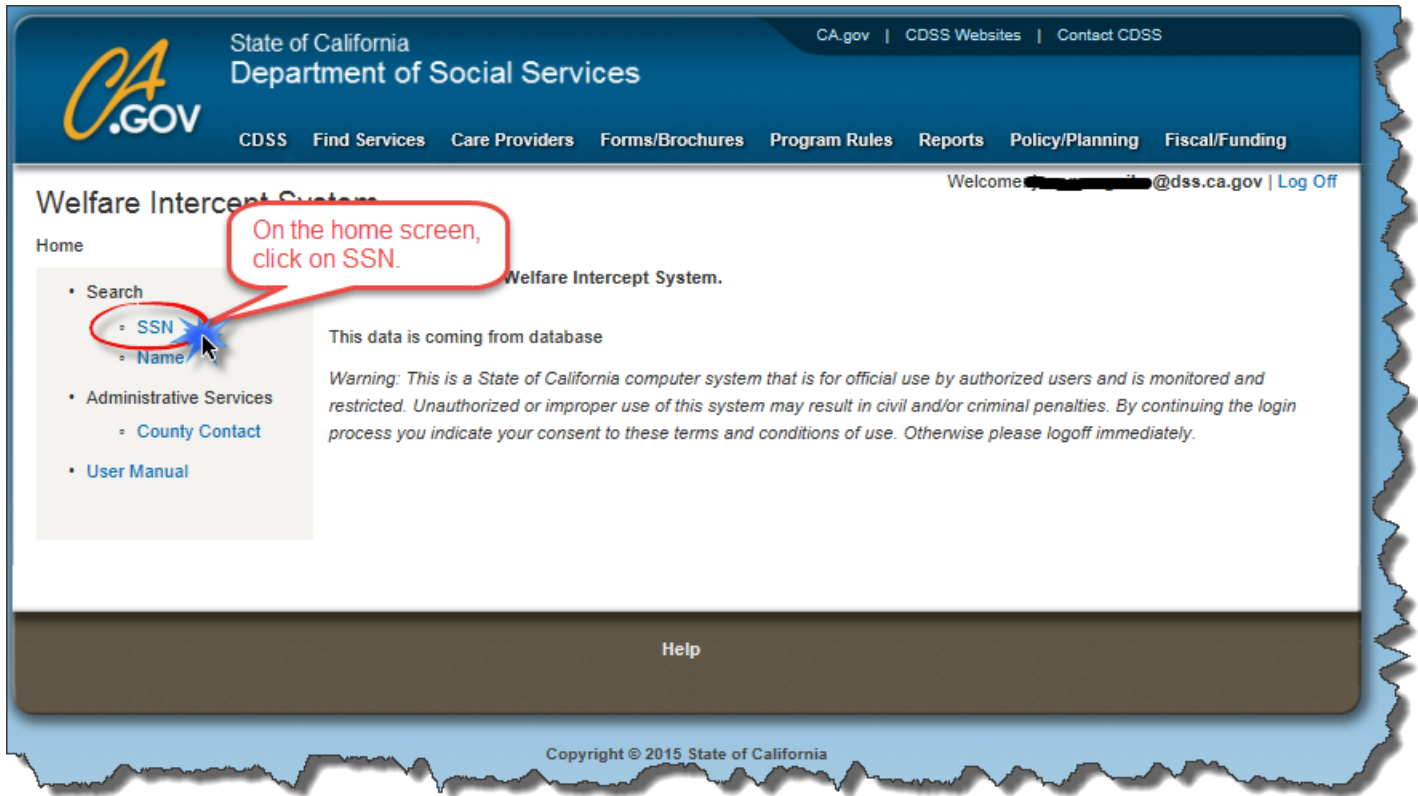 CA.gov | CDSS Websites | Contact CDSS
CA
.GOV
State of California
Department of Social Services
CDSS Find Services Care Providers Forms/Brochures Program Rules Reports Policy/Planning Fiscal/Funding
Welcome: @dss.ca.gov | Log Off
Welfare Intercept System
On the home screen,
click on SSN.
Home
• Search
◦ SSN
◦ Name
• Administrative Services
◦ County Contact
• User Manual
Welfare Intercept System.
This data is coming from database
Warning: This is a State of California computer system that is for official use by authorized users and is monitored and
restricted. Unauthorized or improper use of this system may result in civil and/or criminal penalties. By continuing the login
process you indicate your consent to these terms and conditions of use. Otherwise please logoff immediately.
Help
Copyright © 2015 State of California